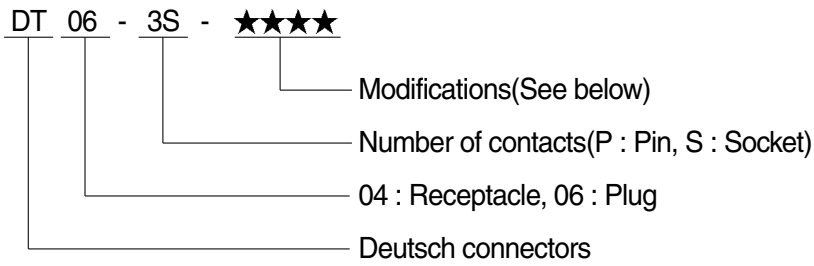 DT 06 - 3S - ★★★★
Modifications(See below)
Number of contacts(P : Pin, S : Socket)
04 : Receptacle, 06 : Plug
Deutsch connectors